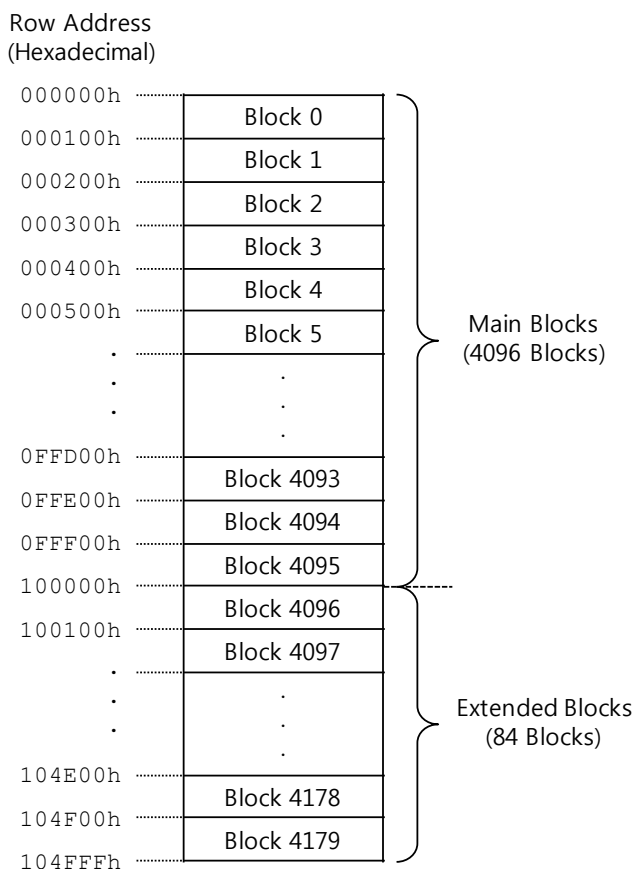 Row Address
(Hexadecimal)
000000h
Block 0
000100h
Block 1
000200h
Block 2
000300h
Block 3
000400h
Block 4
000500h
Block 5
Main Blocks
(4096 Blocks)
.
.
.
.
.
.
0FFD00h
Block 4093
0FFE00h
Block 4094
0FFF00h
Block 4095
100000h
Block 4096
100100h
Block 4097
.
.
.
.
.
.
Extended Blocks
(84 Blocks)
104E00h
Block 4178
104F00h
Block 4179
104FFFh